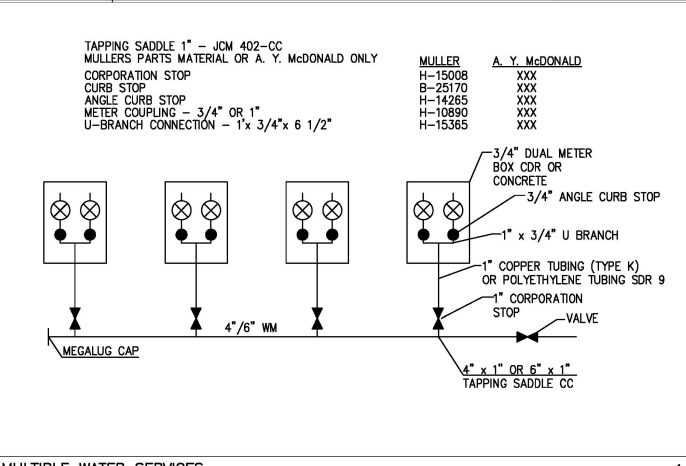 TAPPING SADDLE 1" – JCM 402-CC
MULLERS PARTS MATERIAL OR A. Y. McDONALD ONLY MULLER A. Y. McDONALD
CORPORATION STOP H-15008 XXX
CURB STOP B-25170 XXX
ANGLE CURB STOP H-14265 XXX
METER COUPLING – 3/4" OR 1" H-10890 XXX
U-BRANCH CONNECTION – 1'x 3/4"x 6 1/2" H-15365 XXX
3/4" DUAL METER
BOX CDR OR
CONCRETE
3/4" ANGLE CURB STOP
1" x 3/4" U BRANCH
1" COPPER TUBING (TYPE K)
OR POLYETHYLENE TUBING SDR 9
1" CORPORATION
STOP
VALVE
4"/6" WM
MEGALUG CAP
4" x 1" OR 6" x 1"
TAPPING SADDLE CC
MULTIPLE WATER SERVICES